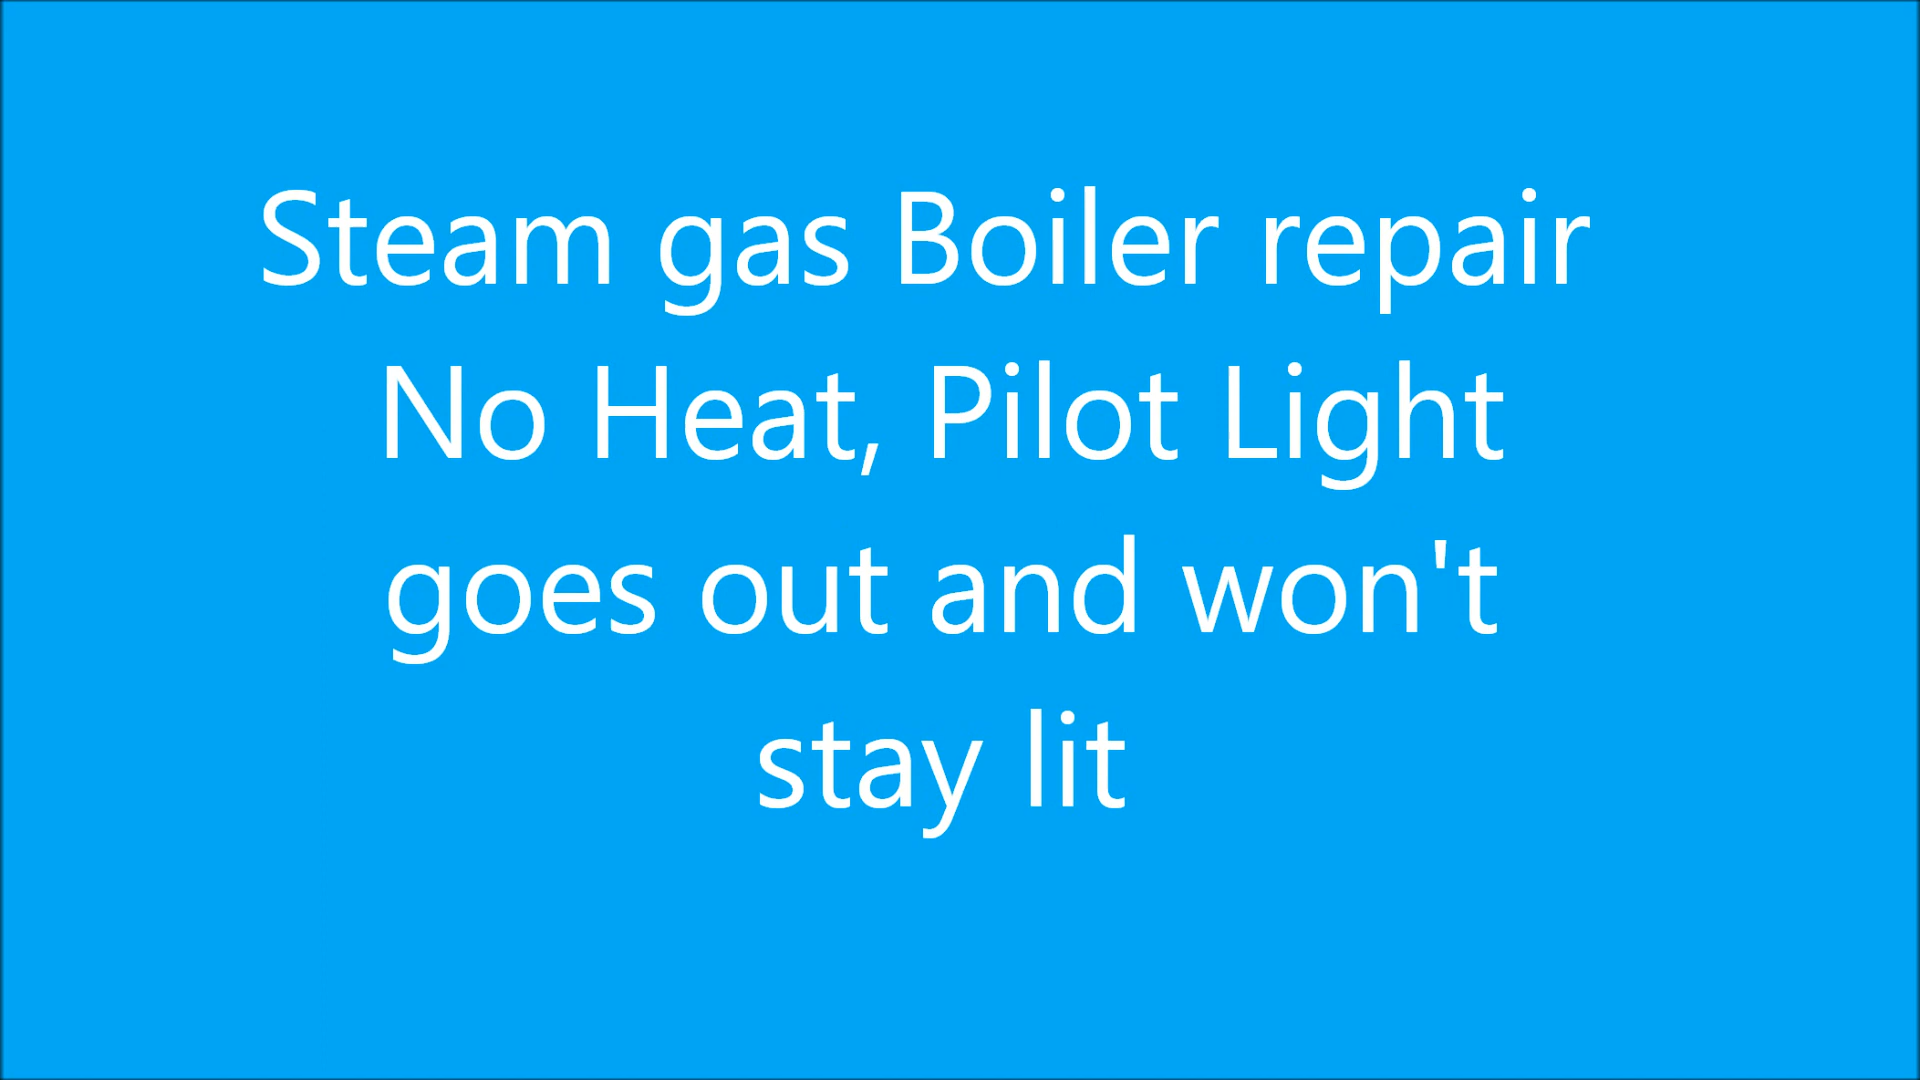 Steam gas Boiler repair
No Heat, Pilot Light
goes out and won't
stay lit